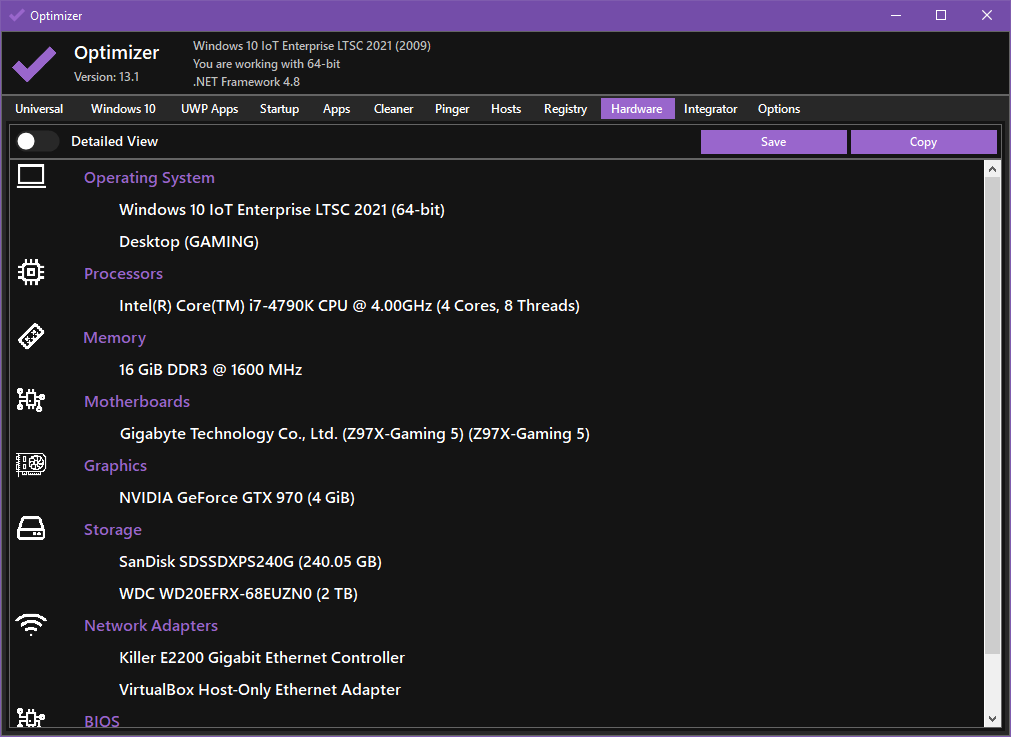 Optimizer
Optimizer
Version: 13.1
Windows 10 IoT Enterprise LTSC 2021 (2009)
You are working with 64-bit
.NET Framework 4.8
Universal Windows 10 UWP Apps Startup Apps Cleaner Pinger Hosts Registry Hardware Integrator Options
Detailed View Save Copy
Operating System
Windows 10 IoT Enterprise LTSC 2021 (64-bit)
Desktop (GAMING)
Processors
Intel(R) Core(TM) i7-4790K CPU @ 4.00GHz (4 Cores, 8 Threads)
Memory
16 GiB DDR3 @ 1600 MHz
Motherboards
Gigabyte Technology Co., Ltd. (Z97X-Gaming 5) (Z97X-Gaming 5)
Graphics
NVIDIA GeForce GTX 970 (4 GiB)
Storage
SanDisk SDSSDXPS240G (240.05 GB)
WDC WD20EFRX-68EUZN0 (2 TB)
Network Adapters
Killer E2200 Gigabit Ethernet Controller
VirtualBox Host-Only Ethernet Adapter
BIOS